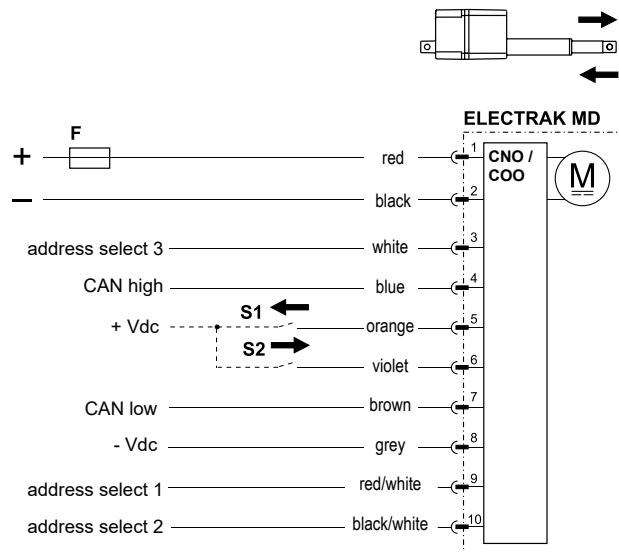 ELECTRAK MD
F
+ red 1 CNO /
COO
M
– black 2
address select 3 white 3
CAN high blue 4
S1
+ Vdc orange 5
S2
violet 6
CAN low brown 7
- Vdc grey 8
address select 1 red/white 9
address select 2 black/white 10